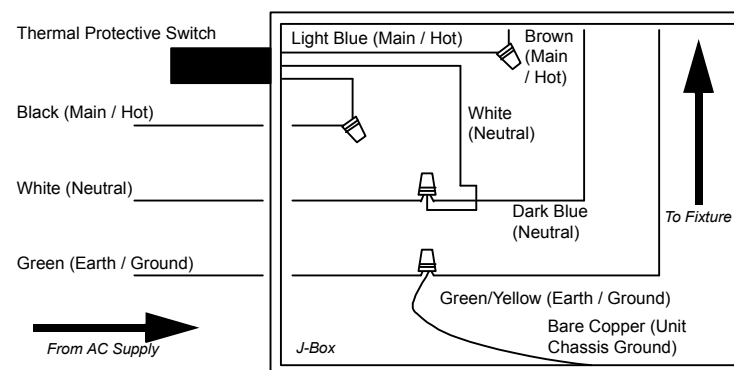 Thermal Protective Switch
Light Blue (Main / Hot)
Brown
(Main
/ Hot)
Black (Main / Hot)
White
(Neutral)
White (Neutral)
Dark Blue
(Neutral)
To Fixture
Green (Earth / Ground)
Green/Yellow (Earth / Ground)
Bare Copper (Unit
Chassis Ground)
From AC Supply
J-Box